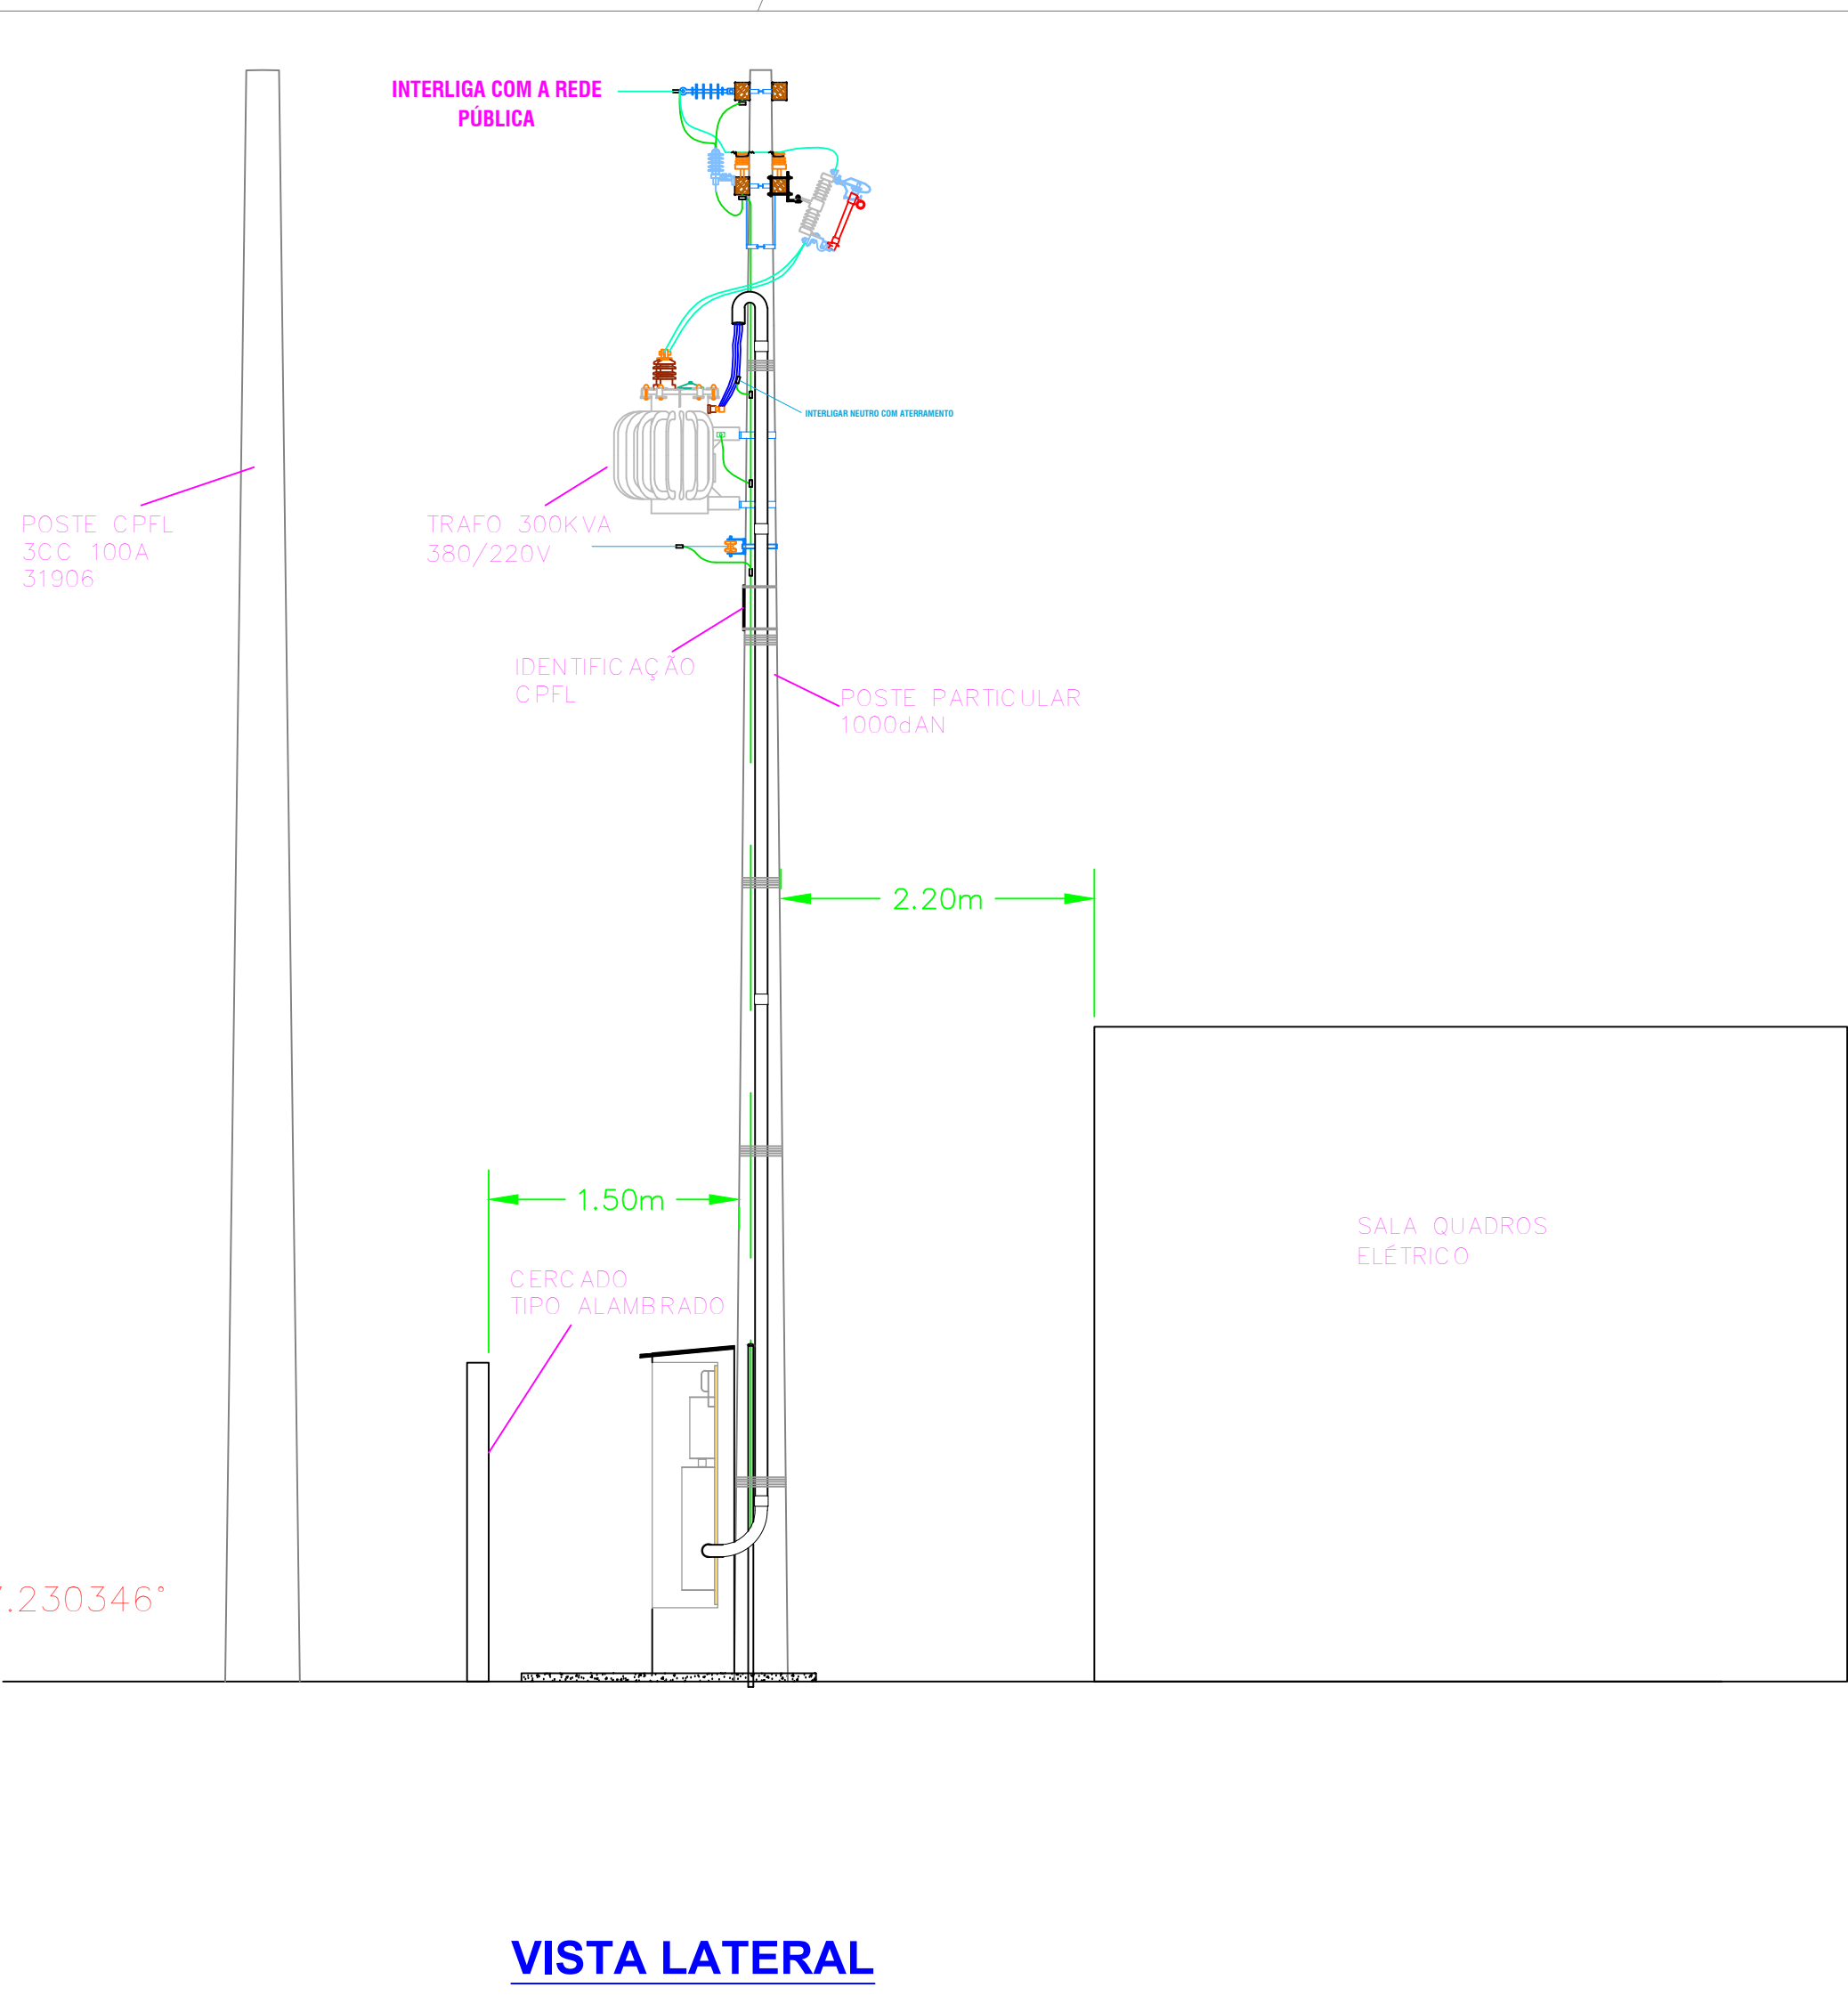 INTERLIGA COM A REDE
PÚBLICA
INTERLIGAR NEUTRO COM ATERRAMENTO
POSTE CPFL
3CC 100A
31906
TRAFO 300KVA
380/220V
IDENTIFICAÇÃO
CPFL
POSTE PARTICULAR
1000dAN
2.20m
1.50m
SALA QUADROS
ELÉTRICO
CERCADO
TIPO ALAMBRADO
.230346°
VISTA LATERAL